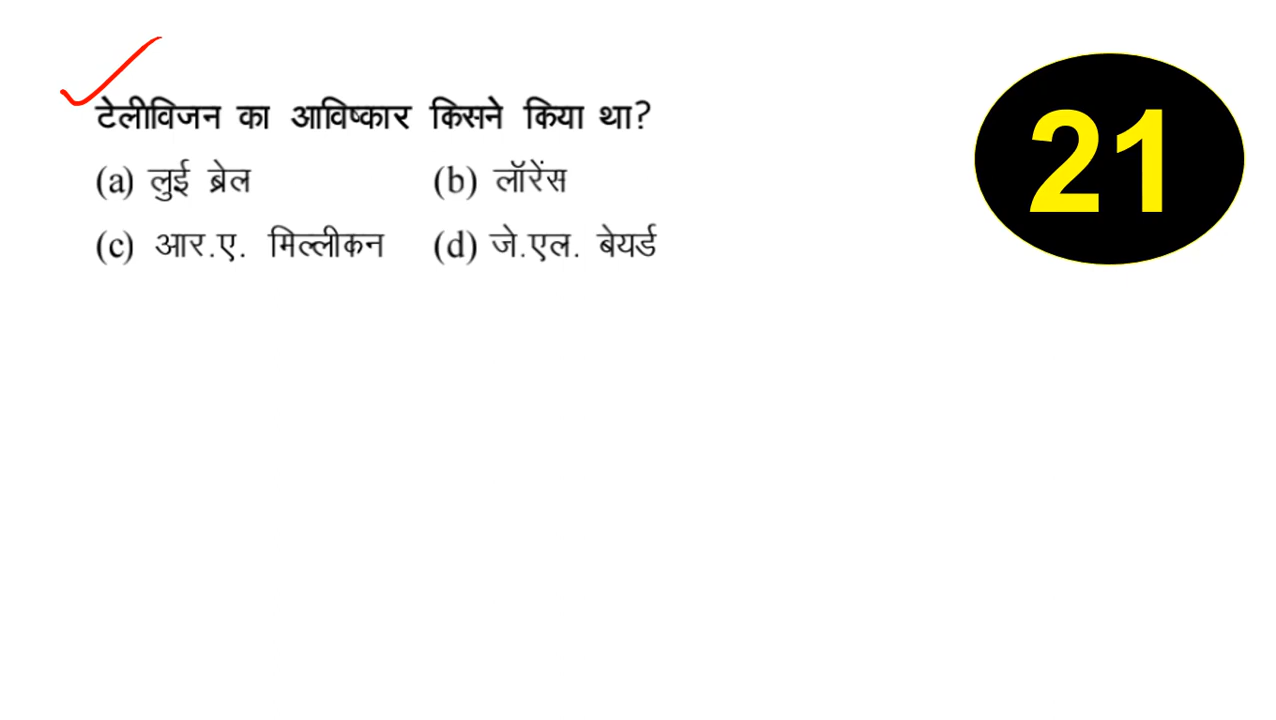 टेलीविजन का आविष्कार किसने किया था?
(a) लुई ब्रेल (b) लॉरेंस
(c) आर.ए. मिल्लीकन (d) जे.एल. बेयर्ड
21